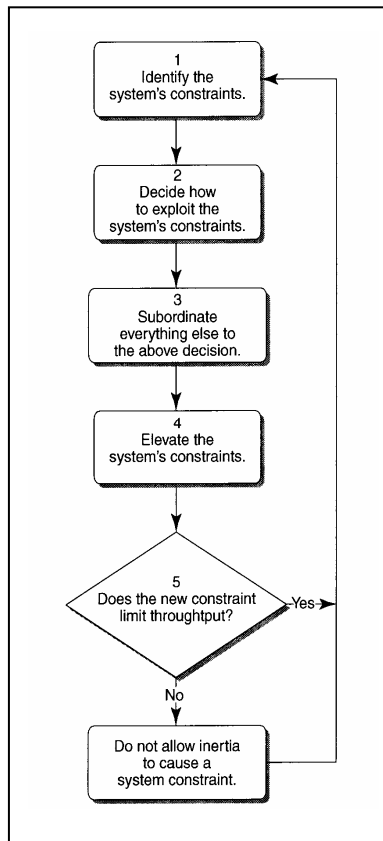 1
Identify the
system's constraints.
2
Decide how
to exploit the
system's constraints.
3
Subordinate
everything else to
the above decision.
4
Elevate the
system's constraints.
5
Does the new constraint
limit throughtput?
Yes
No
Do not allow inertia
to cause a
system constraint.